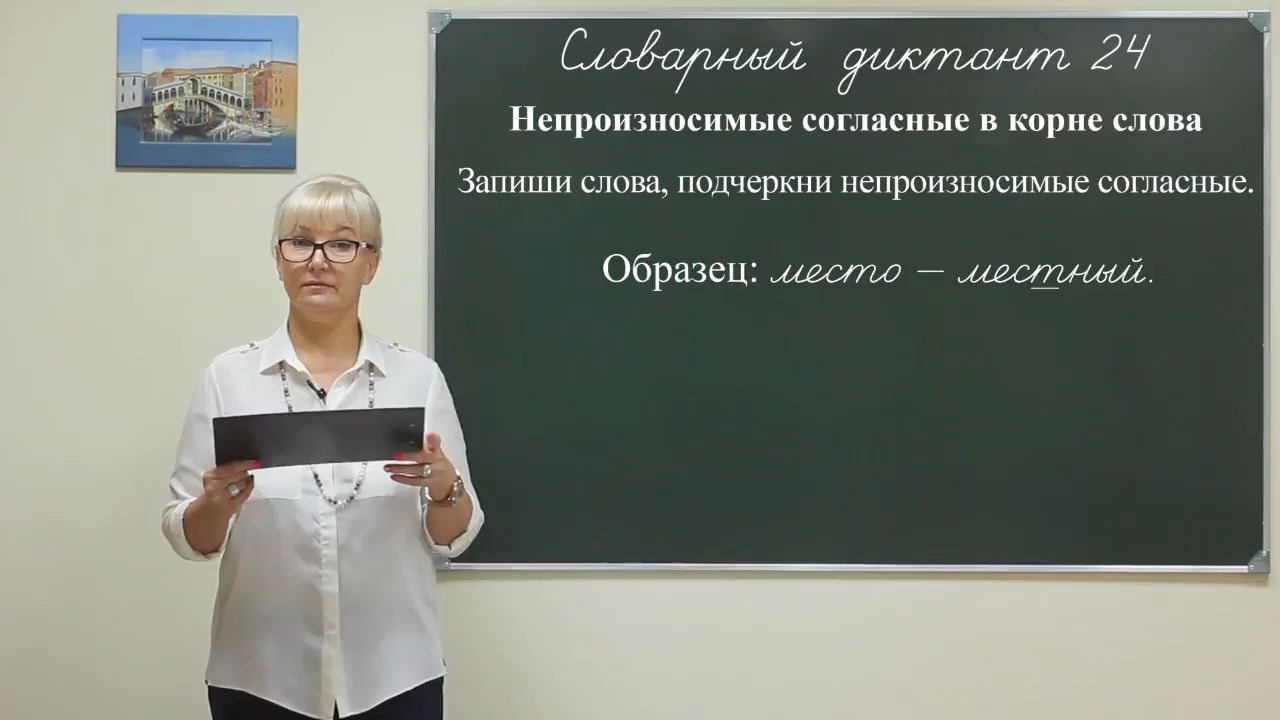 Словарный диктант 24
Непроизносимые согласные в корне слова
Запиши слова, подчеркни непроизносимые согласные.
Образец: место – местный.